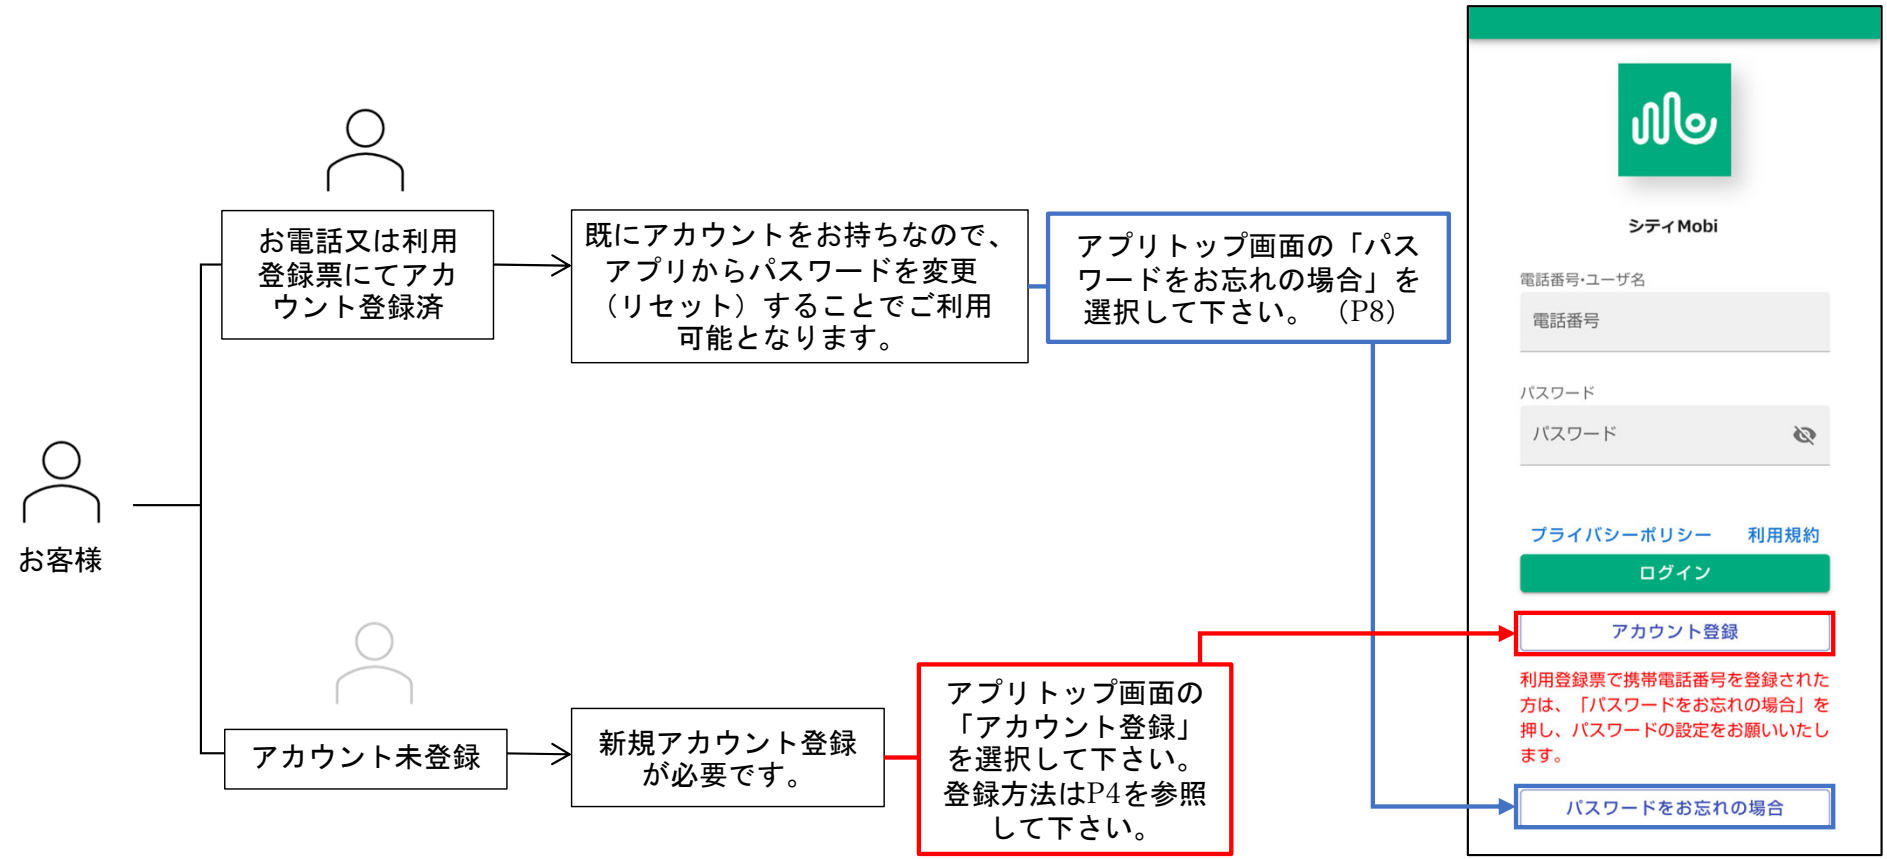 お客様
お電話又は利用
登録票にてアカ
ウント登録済
既にアカウントをお持ちなので、
アプリからパスワードを変更
（リセット）することでご利用
可能となります。
アプリトップ画面の「パス
ワードをお忘れの場合」を
選択して下さい。（P8）
アカウント未登録
新規アカウント登録
が必要です。
アプリトップ画面の
「アカウント登録」
を選択して下さい。
登録方法はP4を参照
して下さい。
シティMobi
電話番号・ユーザ名
電話番号
パスワード
パスワード
プライバシーポリシー 利用規約
ログイン
アカウント登録
利用登録票で携帯電話番号を登録された
方は、「パスワードをお忘れの場合」を
押し、パスワードの設定をお願いいたし
ます。
パスワードをお忘れの場合